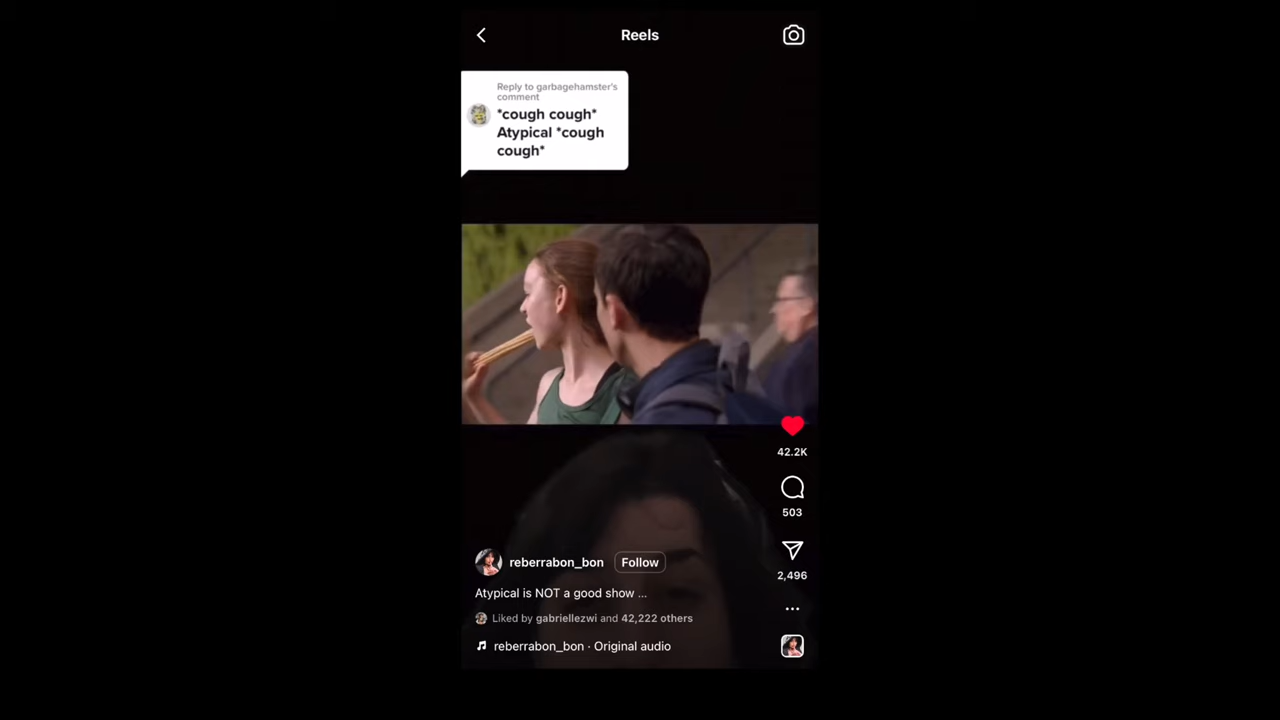 Reels
Reply to garbagehamster's
comment
*cough cough*
Atypical *cough
cough*
42.2K
503
2,496
reberrabon_bon Follow
Atypical is NOT a good show ...
Liked by gabriellezwi and 42,222 others
reberrabon_bon · Original audio